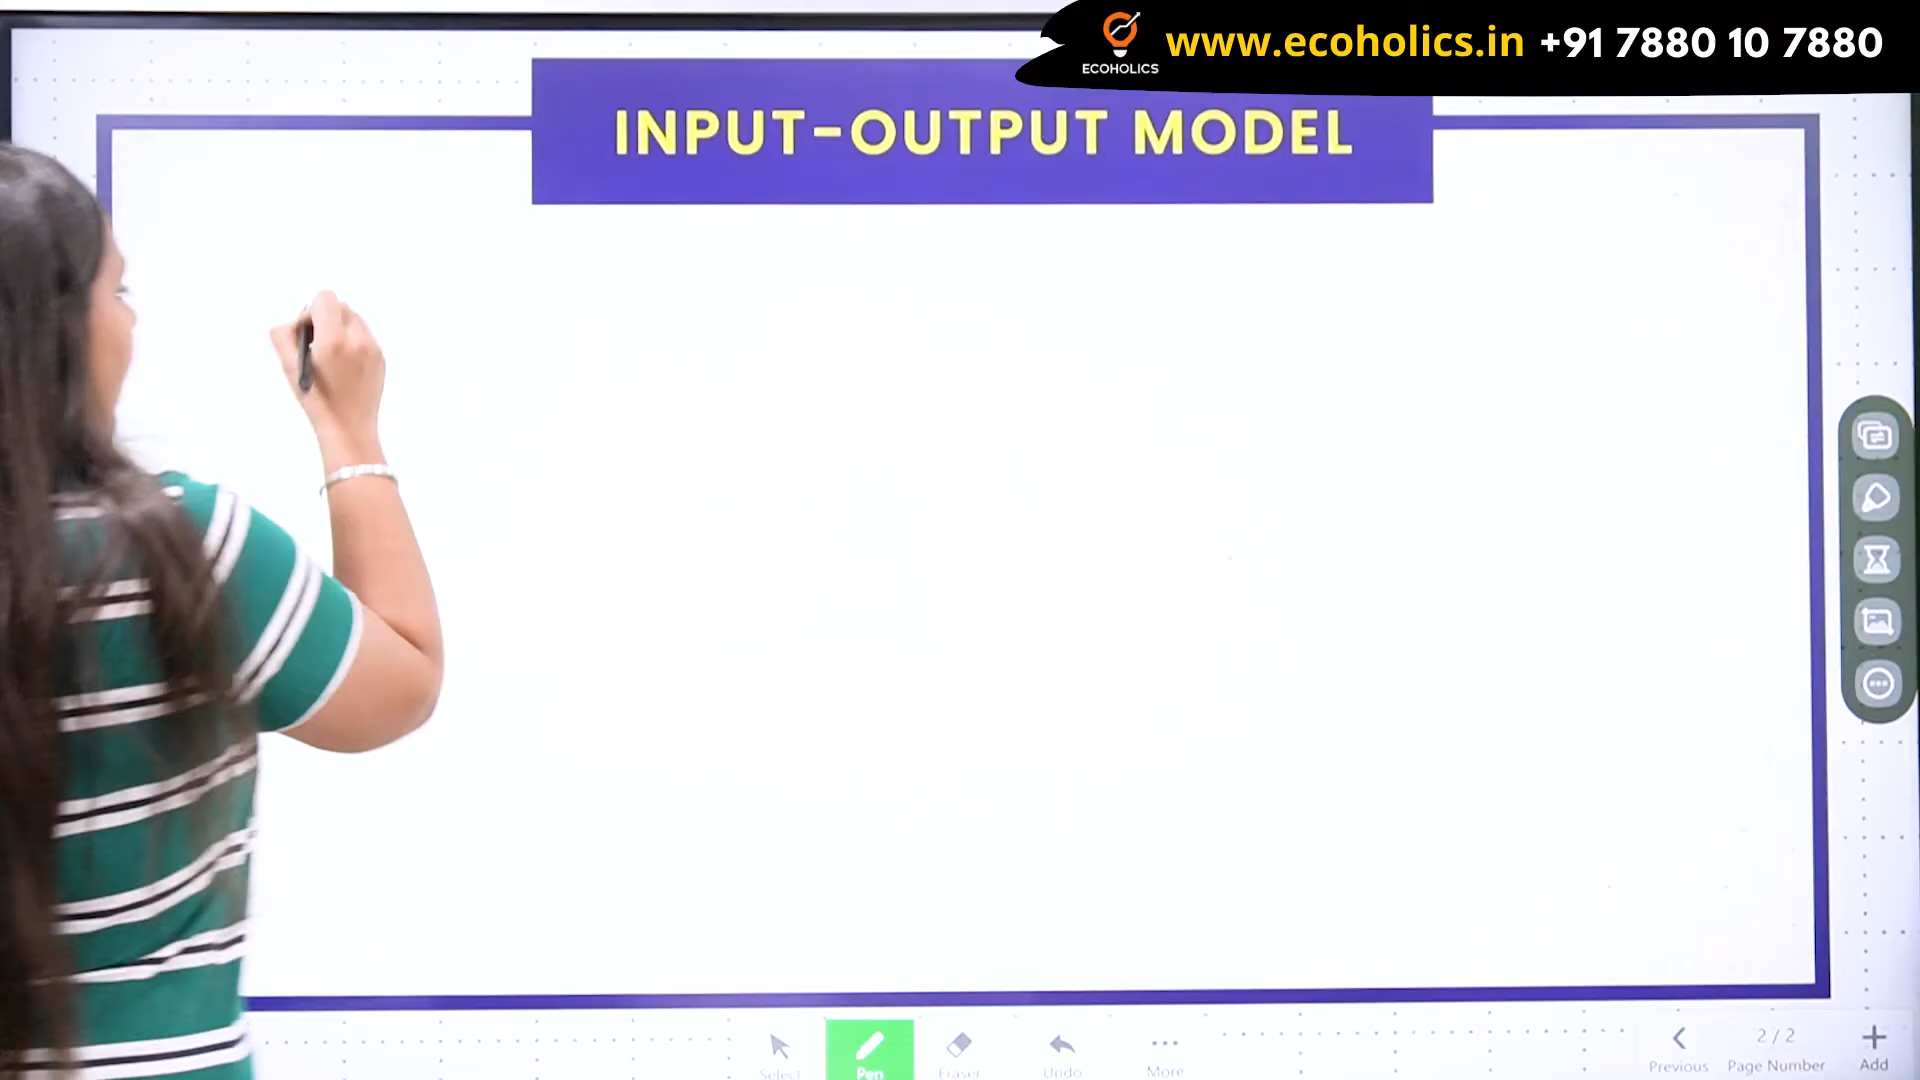 www.ecoholics.in +91 7880 10 7880
ECOHOLICS
INPUT-OUTPUT MODEL
Select
Pen
Eraser
Undo
More
Previous
2 / 2
Page Number
Add